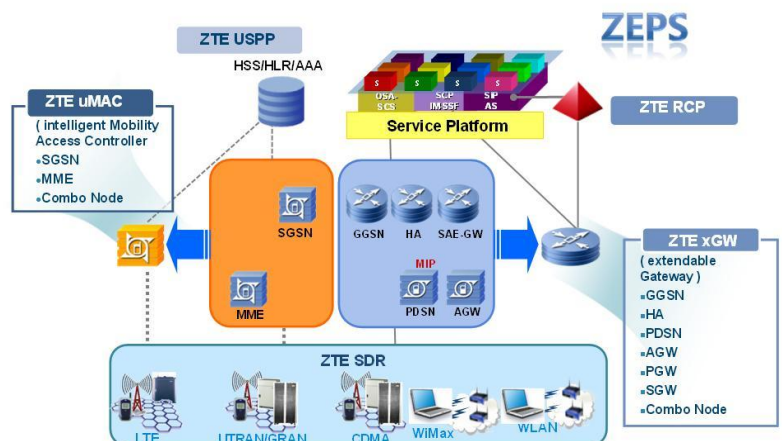 ZEPS
ZTE USPP
HSS/HLR/AAA
ZTE uMAC
( intelligent Mobility
Access Controller
SGSN
MME
Combo Node
S S S S
OSA-
SCS
SCP
IMSSF
SIP
AS
Service Platform
ZTE RCP
SGSN
MME
GGSN
HA
SAE-GW
MIP
PDSN
AGW
ZTE xGW
( extendable
Gateway )
GGSN
HA
PDSN
AGW
PGW
SGW
Combo Node
ZTE SDR
LTE
UTRAN/GRAN
CDMA
WiMax
WLAN